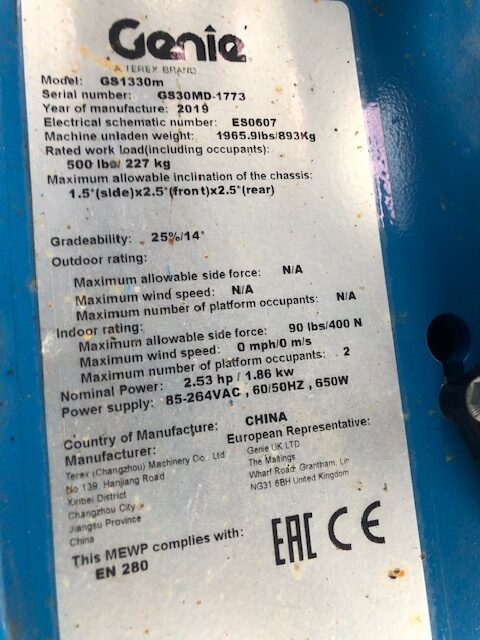 Genie
A TEREX BRAND
Model: GS1330m
Serial number: GS30MD-1773
Year of manufacture: 2019
Electrical schematic number: ES0607
Machine unladen weight: 1965.9lbs/893Kg
Rated work load(including occupants):
500 lbs/ 227 kg
Maximum allowable inclination of the chassis:
1.5°(side)x2.5°(front)x2.5°(rear)
Gradeability: 25%/14°
Outdoor rating:
Maximum allowable side force: N/A
Maximum wind speed: N/A
Maximum number of platform occupants: N/A
Indoor rating:
Maximum allowable side force: 90 lbs/400 N
Maximum wind speed: 0 mph/0 m/s
Maximum number of platform occupants: 2
Nominal Power: 2.53 hp / 1.86 kw
Power supply: 85-264VAC , 60/50HZ , 650W
Country of Manufacture: CHINA
Manufacturer:
Terex (Changzhou) Machinery Co., Ltd
No 139, Hanjiang Road
Xinbei District
Changzhou City
Jiangsu Province
China
European Representative:
Genie UK LTD
The Maltings
Wharf Road Grantham, Lin
NG31 6BH United Kingdom
This MEWP complies with:
EN 280
EAC CE